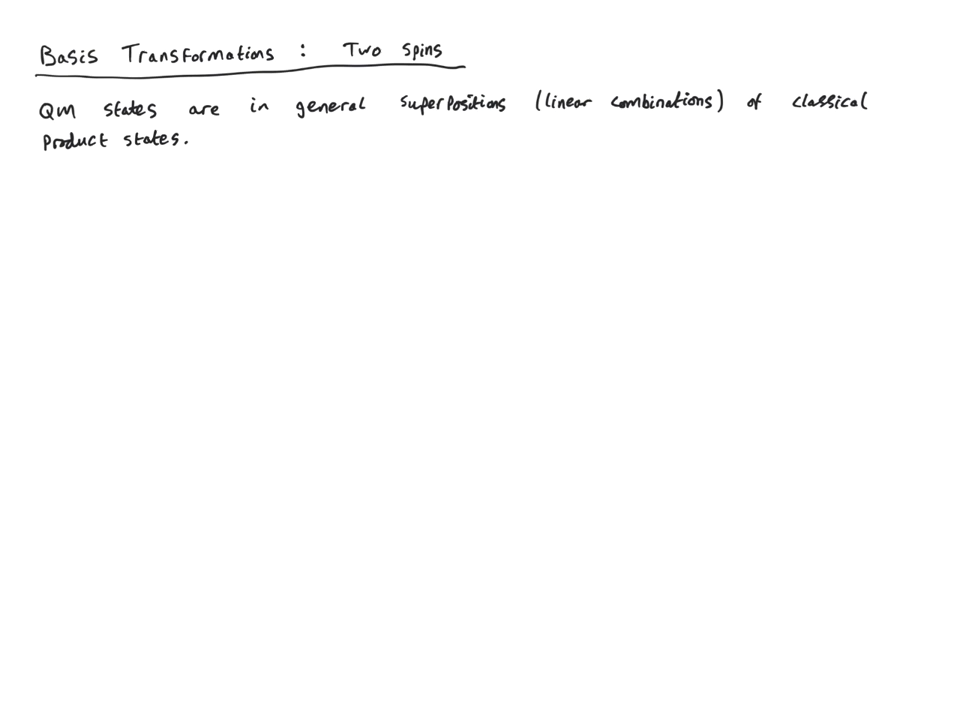 Basis Transformations : Two Spins
QM states are in general superpositions (linear combinations) of classical
product states.